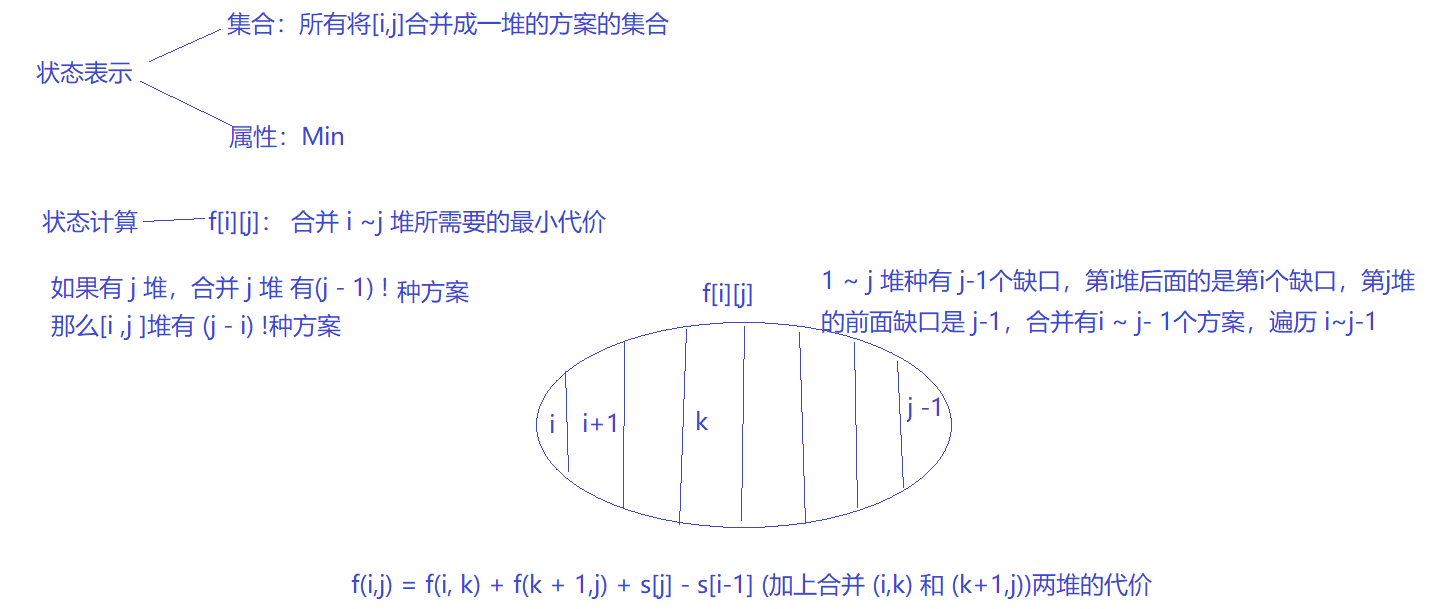 集合：所有将[i,j]合并成一堆的方案的集合
状态表示
属性：Min
状态计算
f[i][j]： 合并 i ~j 堆所需要的最小代价
如果有 j 堆，合并 j 堆 有(j - 1) ! 种方案
那么[i ,j ]堆有 (j - i) !种方案
f[i][j]
1 ~ j 堆种有 j-1个缺口，第i堆后面的是第i个缺口，第j堆
的前面缺口是 j-1，合并有i ~ j- 1个方案，遍历 i~j-1
i
i+1
k
j -1
f(i,j) = f(i, k) + f(k + 1,j) + s[j] - s[i-1] (加上合并 (i,k) 和 (k+1,j))两堆的代价